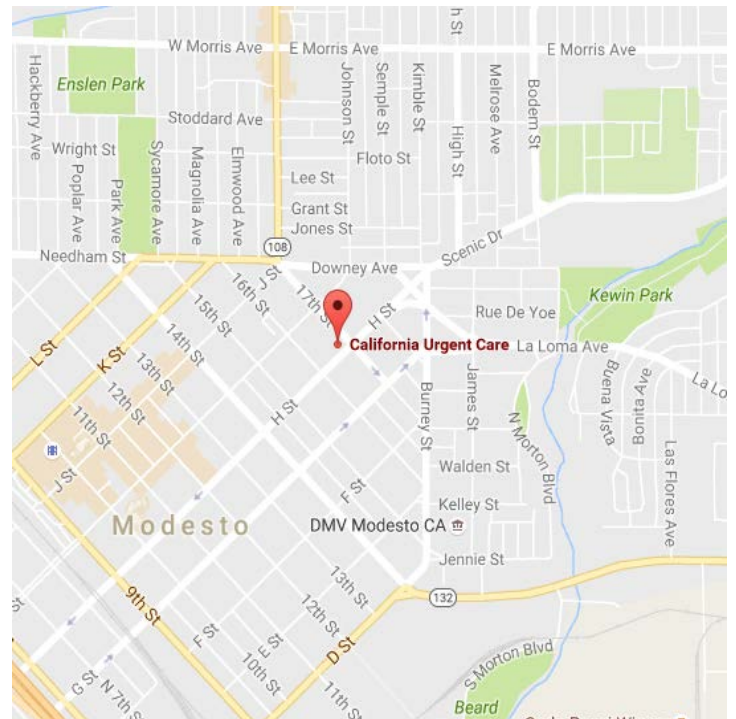 W Morris Ave
E Morris Ave
E Morris Ave
Enslen Park
Hackberry Ave
Stoddard Ave
Johnson St
Semple St
Kimble St
High St
Melrose Ave
Bodem St
Wright St
Poplar Ave
Park Ave
Sycamore Ave
Magnolia Ave
Elmwood Ave
Lee St
Floto St
Grant St
Jones St
Needham St
108
Downey Ave
Scenic Dr
J St
17th St
16th St
15th St
14th St
H St
Rue De Yoe
Kewin Park
California Urgent Care
La Loma Ave
L St
K St
13th St
12th St
11th St
J St
H St
Burney St
James St
N Morton Blvd
Buena Vista
Bonita Ave
Las Flores Ave
F St
Walden St
Kelley St
Modesto
DMV Modesto CA
Jennie St
132
9th St
13th St
12th St
F St
E St
10th St
D St
11th St
G St
N 7th St
S Morton Blvd
Beard